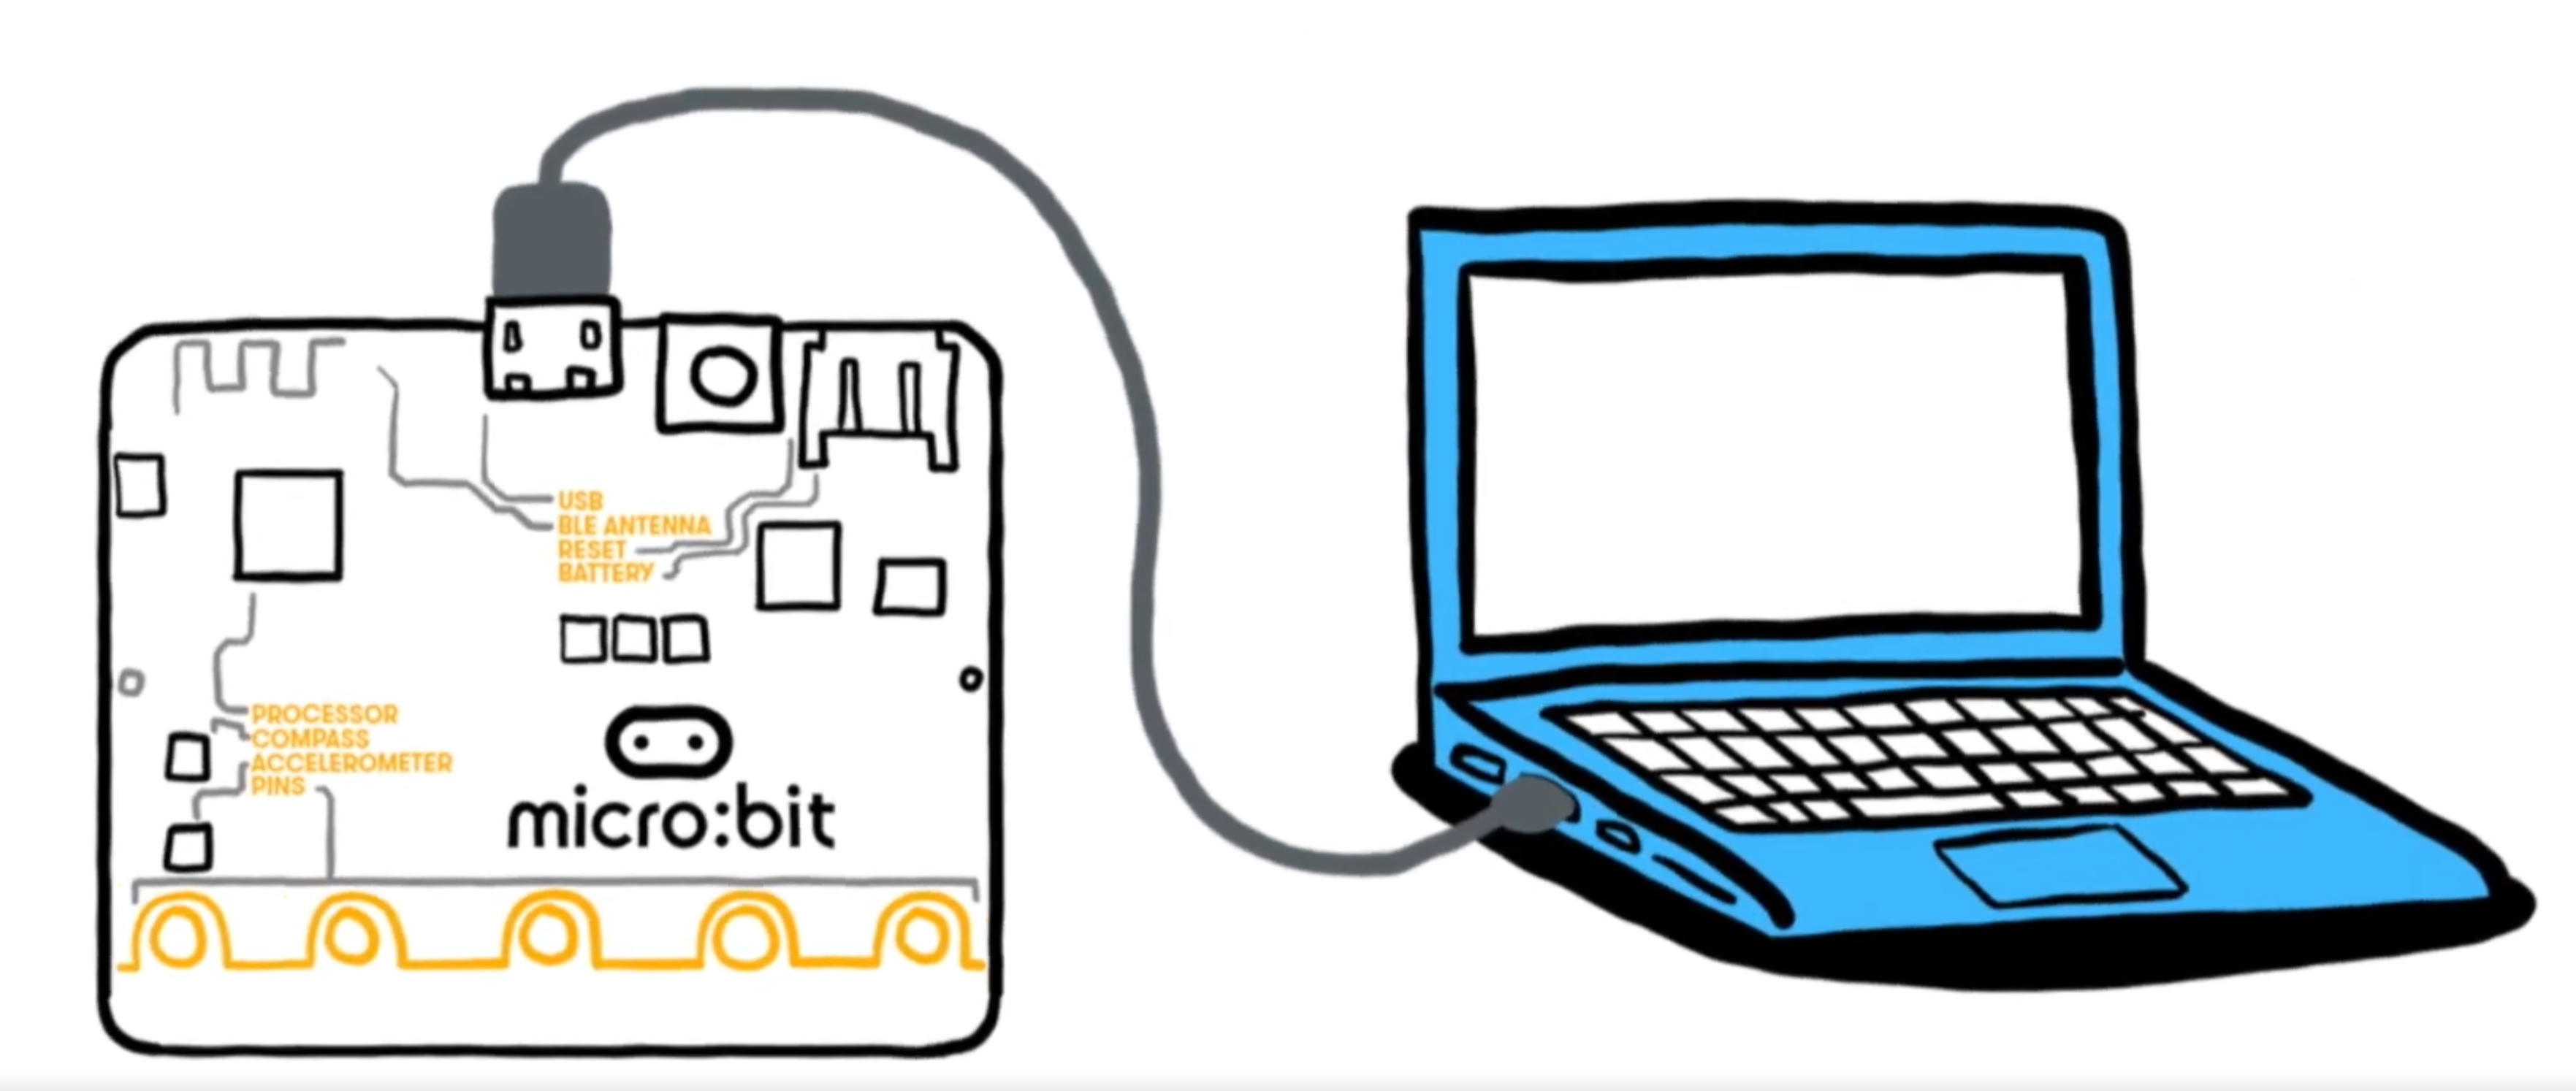 USB
BLE ANTENNA
RESET
BATTERY
PROCESSOR
COMPASS
ACCELEROMETER
PINS
micro:bit